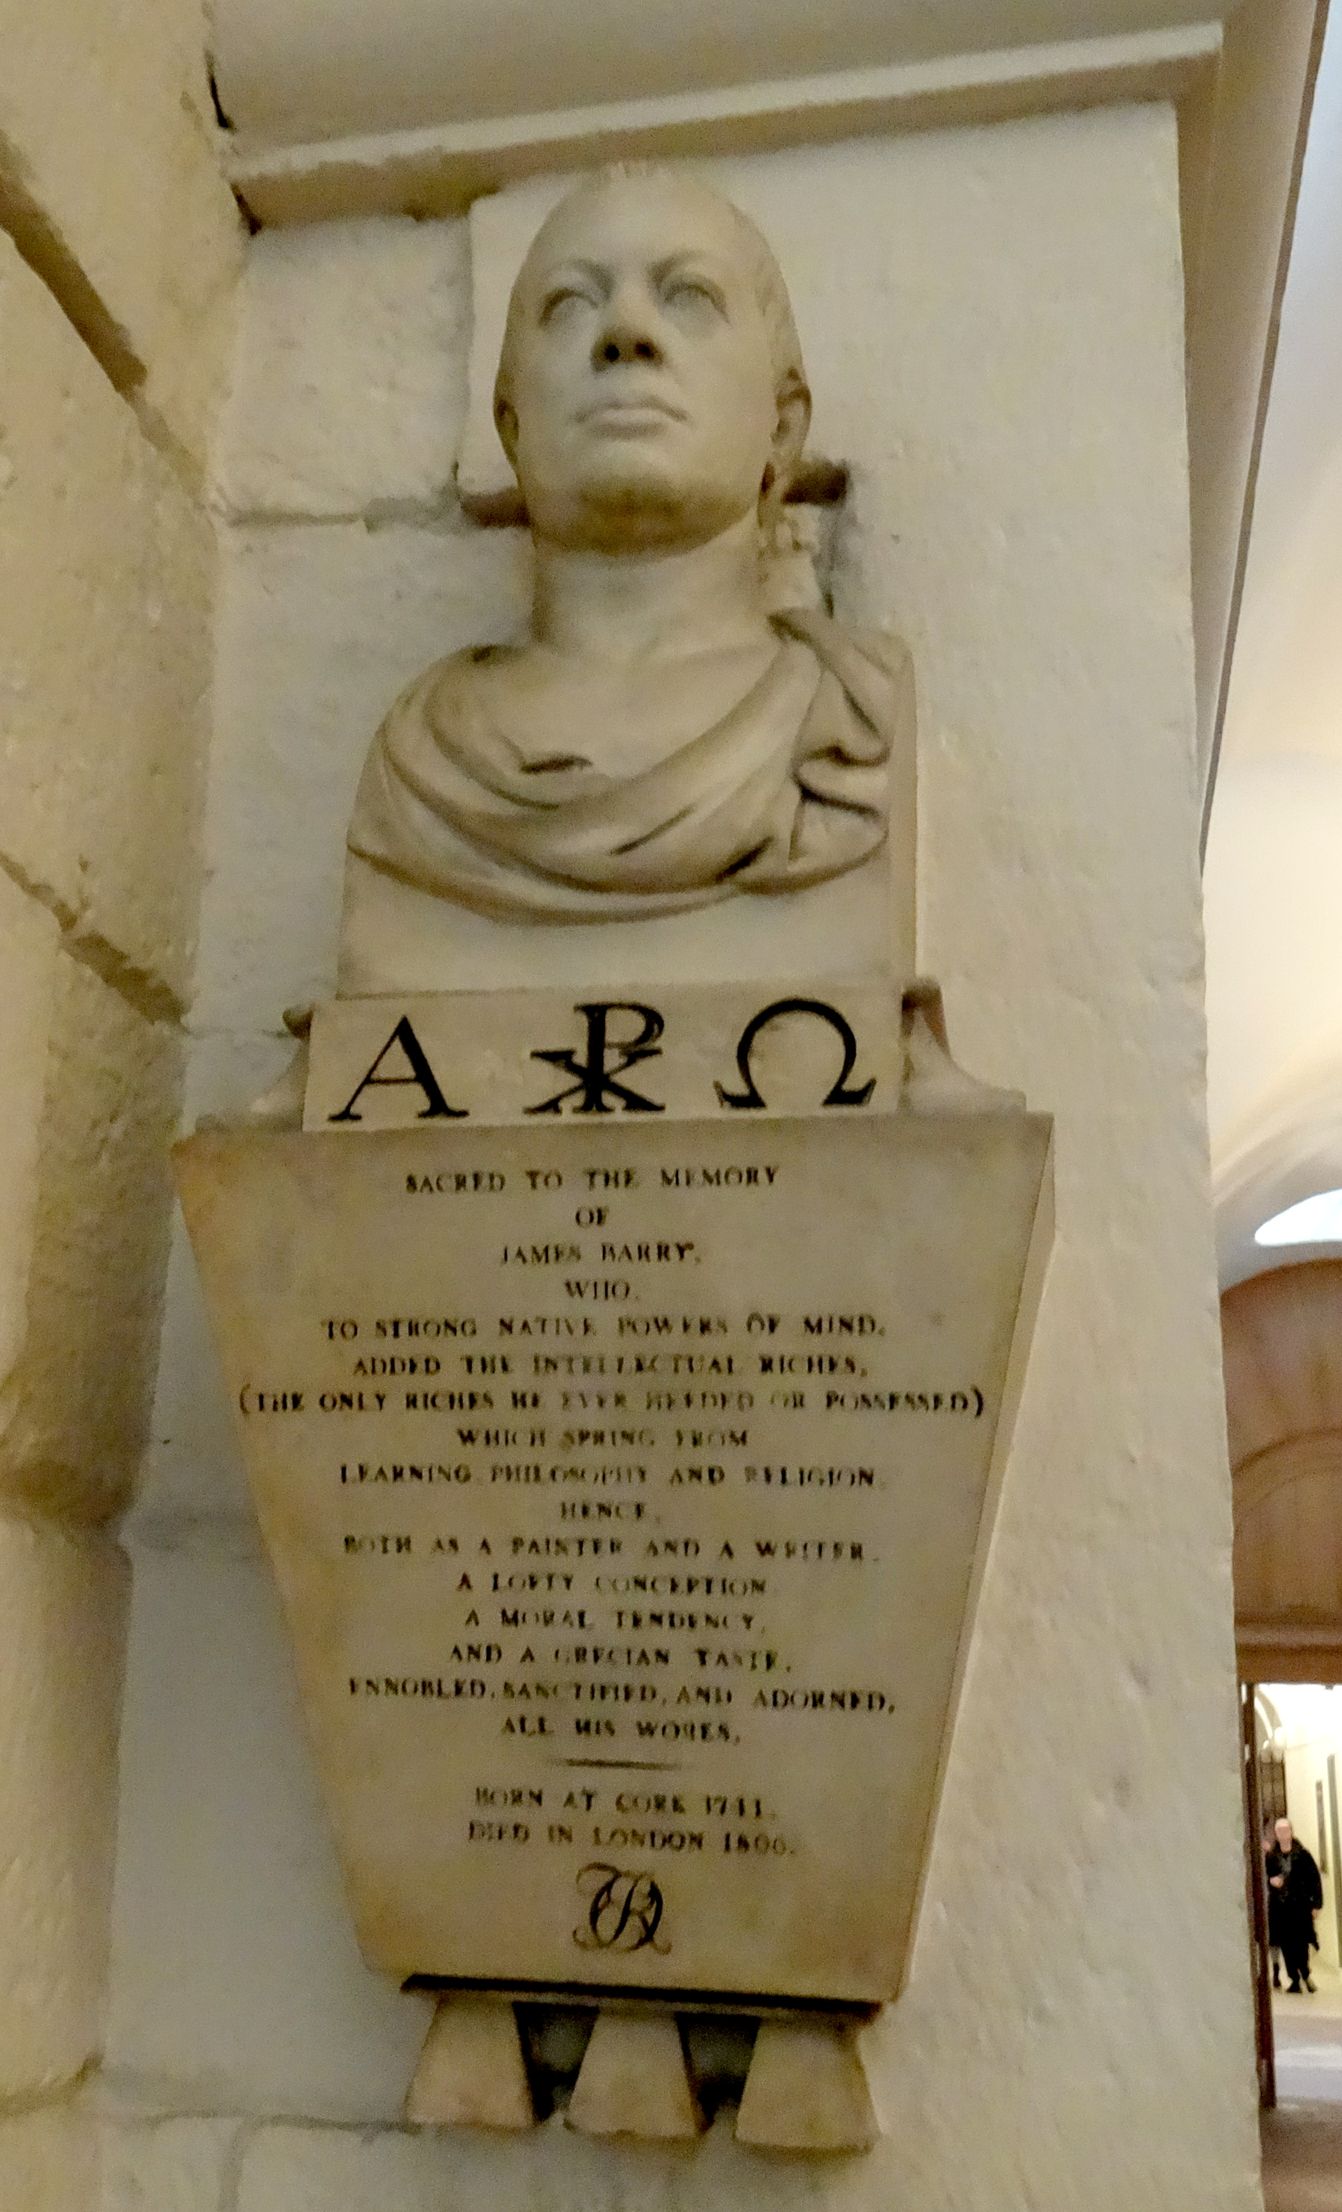 Α ☧ Ω
SACRED TO THE MEMORY
OF
JAMES BARRY,
WHO,
TO STRONG NATIVE POWERS OF MIND,
ADDED THE INTELLECTUAL RICHES,
(THE ONLY RICHES HE EVER HEEDED OR POSSESSED)
WHICH SPRING FROM
LEARNING, PHILOSOPHY AND RELIGION,
HENCE,
BOTH AS A PAINTER AND A WRITER,
A LOFTY CONCEPTION
A MORAL TENDENCY,
AND A GRECIAN TASTE,
ENNOBLED, SANCTIFIED, AND ADORNED,
ALL HIS WORKS,
BORN AT CORK 1741.
DIED IN LONDON 1806.